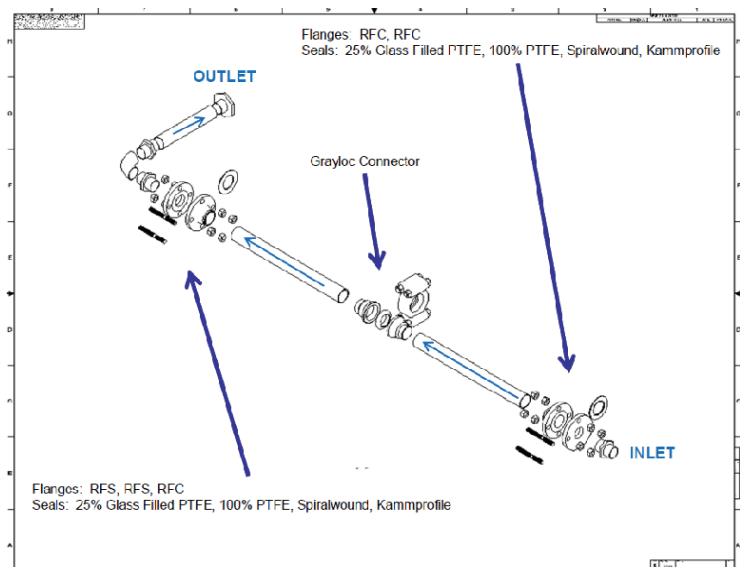 Flanges: RFC, RFC
Seals: 25% Glass Filled PTFE, 100% PTFE, Spiralwound, Kammprofile
OUTLET
Grayloc Connector
INLET
Flanges: RFS, RFS, RFC
Seals: 25% Glass Filled PTFE, 100% PTFE, Spiralwound, Kammprofile